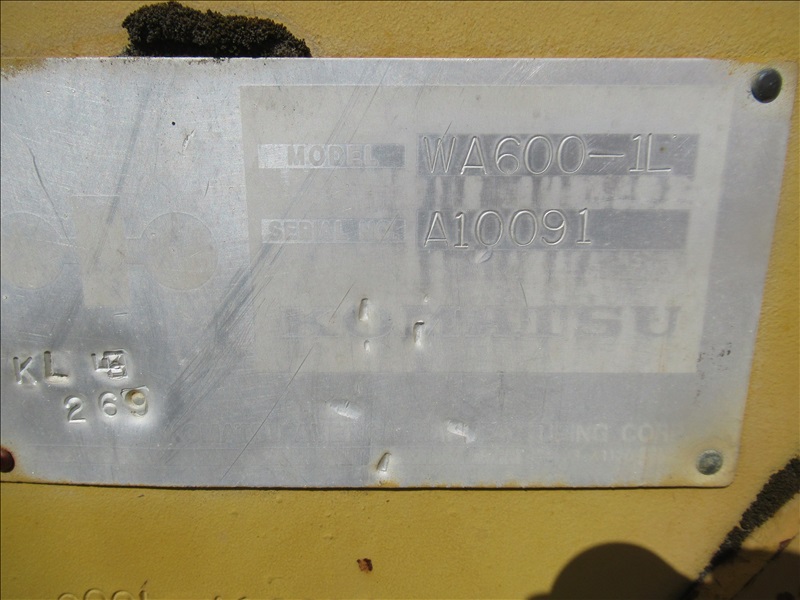 MODEL WA600-1L
SERIAL NO. A10091
KOMATSU
KL
269